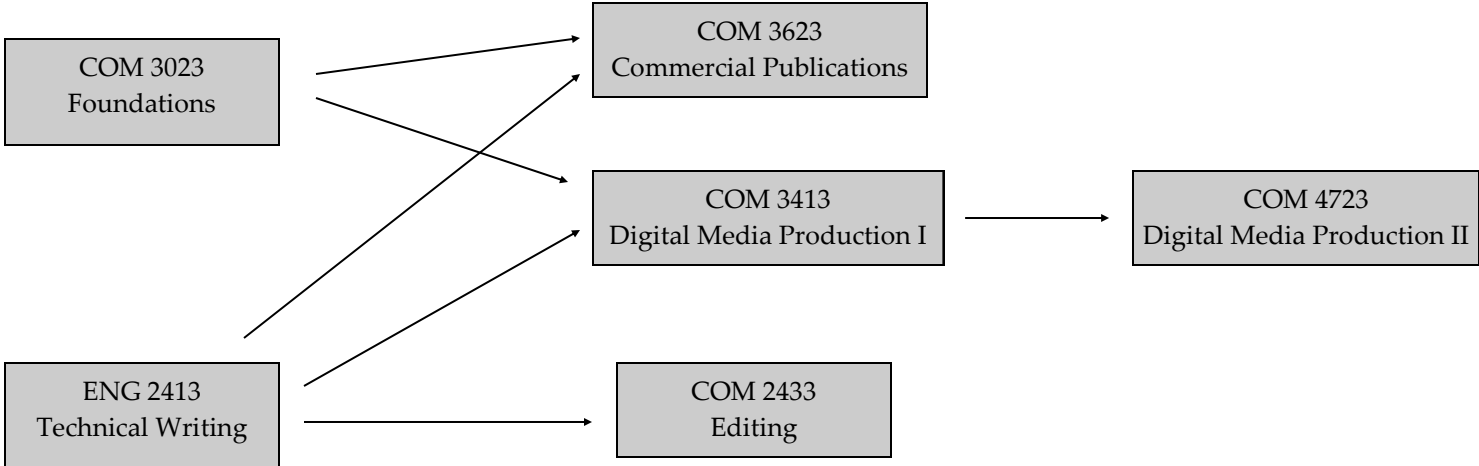 COM 3023
Foundations
COM 3623
Commercial Publications
COM 3413
Digital Media Production I
COM 4723
Digital Media Production II
ENG 2413
Technical Writing
COM 2433
Editing